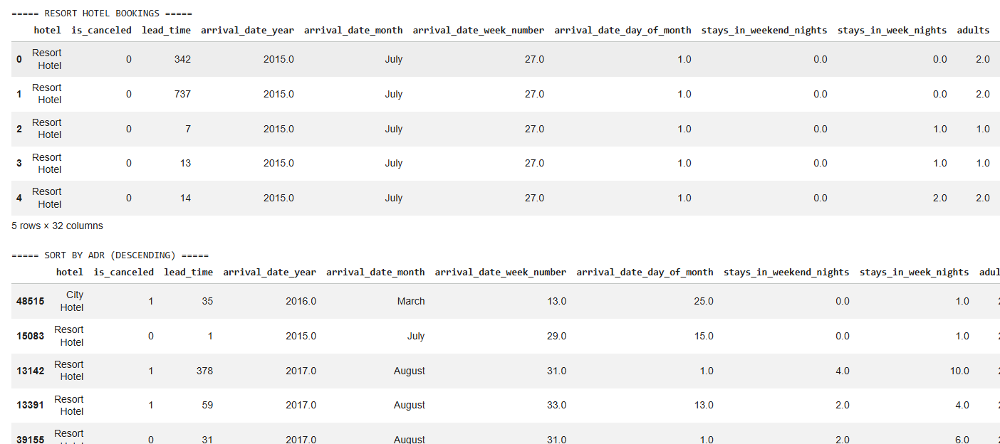 ===== RESORT HOTEL BOOKINGS =====
hotel is_canceled lead_time arrival_date_year arrival_date_month arrival_date_week_number arrival_date_day_of_month stays_in_weekend_nights stays_in_week_nights adults
0 Resort Hotel 0 342 2015.0 July 27.0 1.0 0.0 0.0 2.0
1 Resort Hotel 0 737 2015.0 July 27.0 1.0 0.0 0.0 2.0
2 Resort Hotel 0 7 2015.0 July 27.0 1.0 0.0 1.0 1.0
3 Resort Hotel 0 13 2015.0 July 27.0 1.0 0.0 1.0 1.0
4 Resort Hotel 0 14 2015.0 July 27.0 1.0 0.0 2.0 2.0
5 rows × 32 columns
===== SORT BY ADR (DESCENDING) =====
hotel is_canceled lead_time arrival_date_year arrival_date_month arrival_date_week_number arrival_date_day_of_month stays_in_weekend_nights stays_in_week_nights
48515 City Hotel 1 35 2016.0 March 13.0 25.0 0.0 1.0
15083 Resort Hotel 0 1 2015.0 July 29.0 15.0 0.0 1.0
13142 Resort Hotel 1 378 2017.0 August 31.0 1.0 4.0 10.0
13391 Resort Hotel 1 59 2017.0 August 33.0 13.0 2.0 4.0
39155 Resort 0 31 2017.0 August 31.0 1.0 2.0 6.0